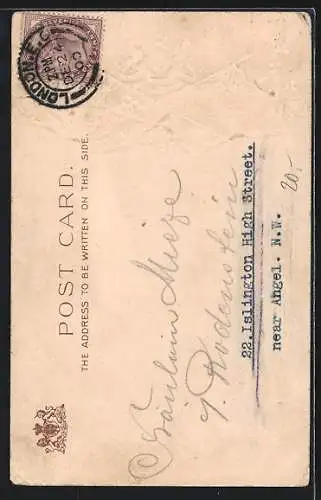 POST CARD.
THE ADDRESS TO BE WRITTEN ON THIS SIDE.
LONDON. E.C.
Fräulein Mieze
Rodenstein
22.Islington High Street.
near Angel. N.W.
20,-